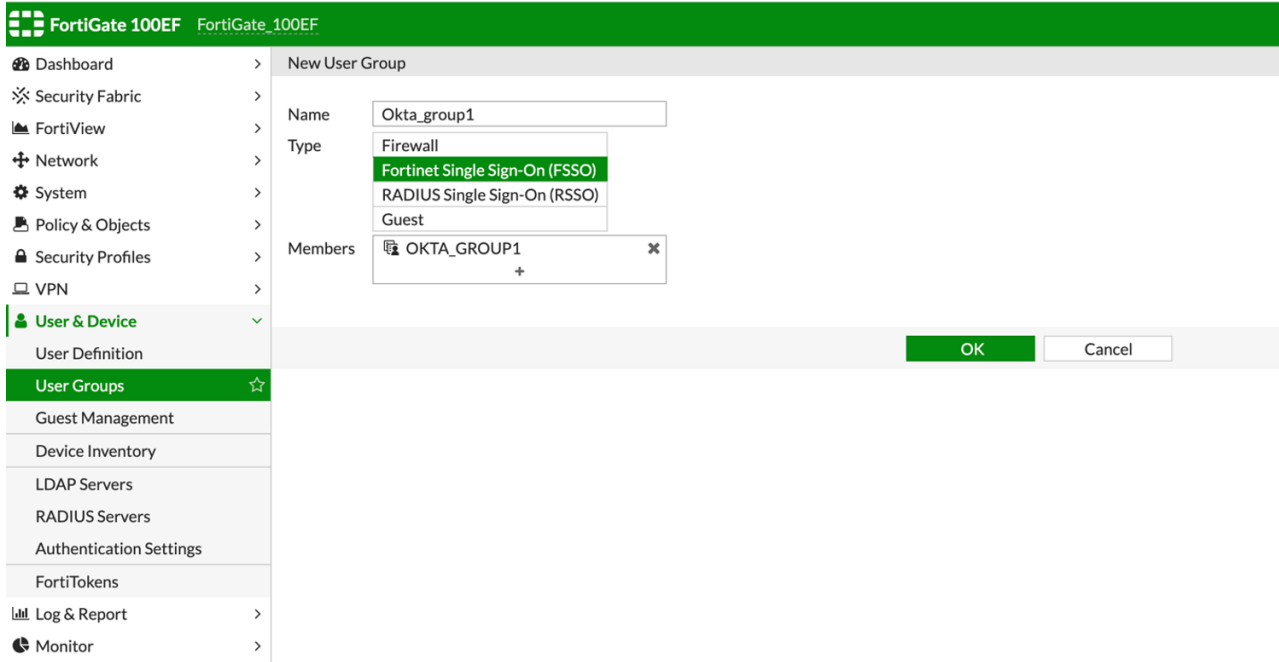 FortiGate 100EF FortiGate_100EF
Dashboard
Security Fabric
FortiView
Network
System
Policy & Objects
Security Profiles
VPN
User & Device
User Definition
User Groups
Guest Management
Device Inventory
LDAP Servers
RADIUS Servers
Authentication Settings
FortiTokens
Log & Report
Monitor
New User Group
Name Okta_group1
Type Firewall
Fortinet Single Sign-On (FSSO)
RADIUS Single Sign-On (RSSO)
Guest
Members OKTA_GROUP1
OK Cancel